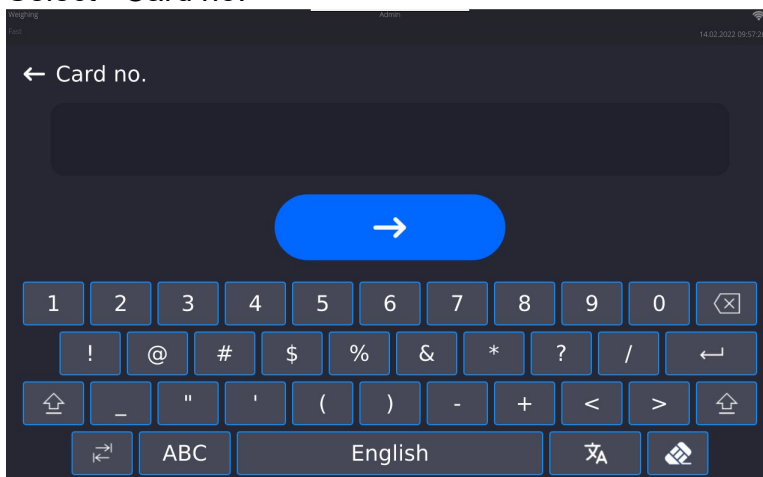 Weighing Admin
Fast
14.02.2022 09:57:2
← Card no.
→
1 2 3 4 5 6 7 8 9 0
! @ # $ % & * ? /
_ " ' ( ) - + < >
ABC English